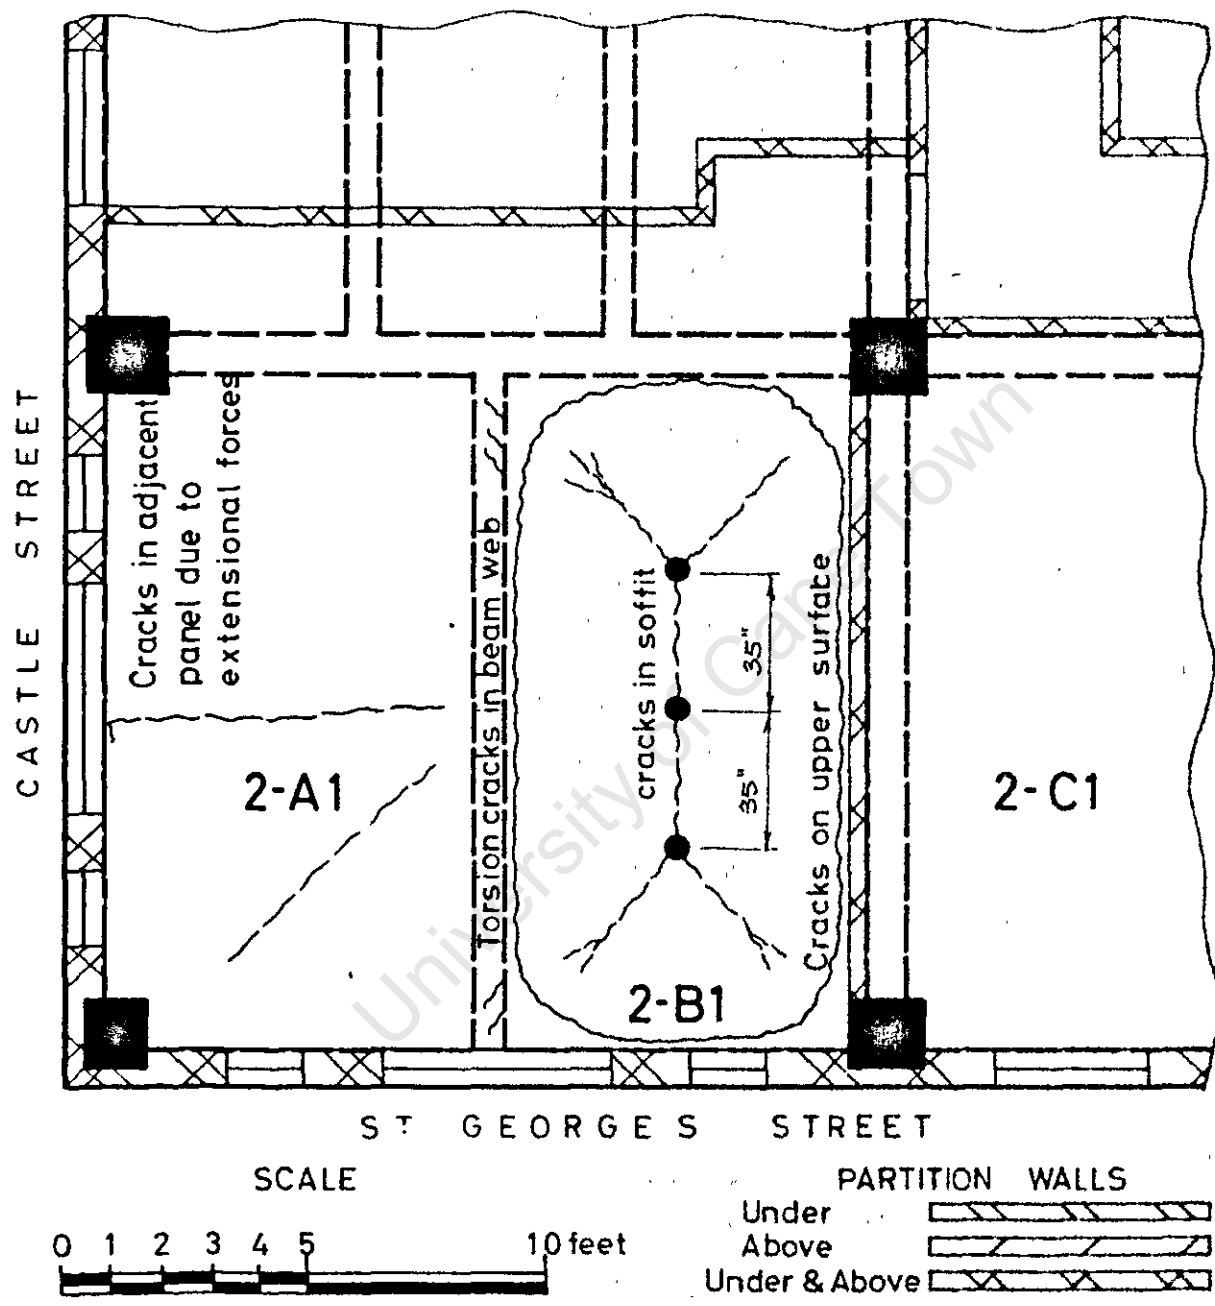 CASTLE STREET
Cracks in adjacent
panel due to
extensional forces
Torsion cracks in beam web
cracks in soffit
35"
35"
Cracks on upper surface
2-A1
2-B1
2-C1
University of Cape Town
ST GEORGES STREET
SCALE
0 1 2 3 4 5 10 feet
PARTITION WALLS
Under
Above
Under & Above